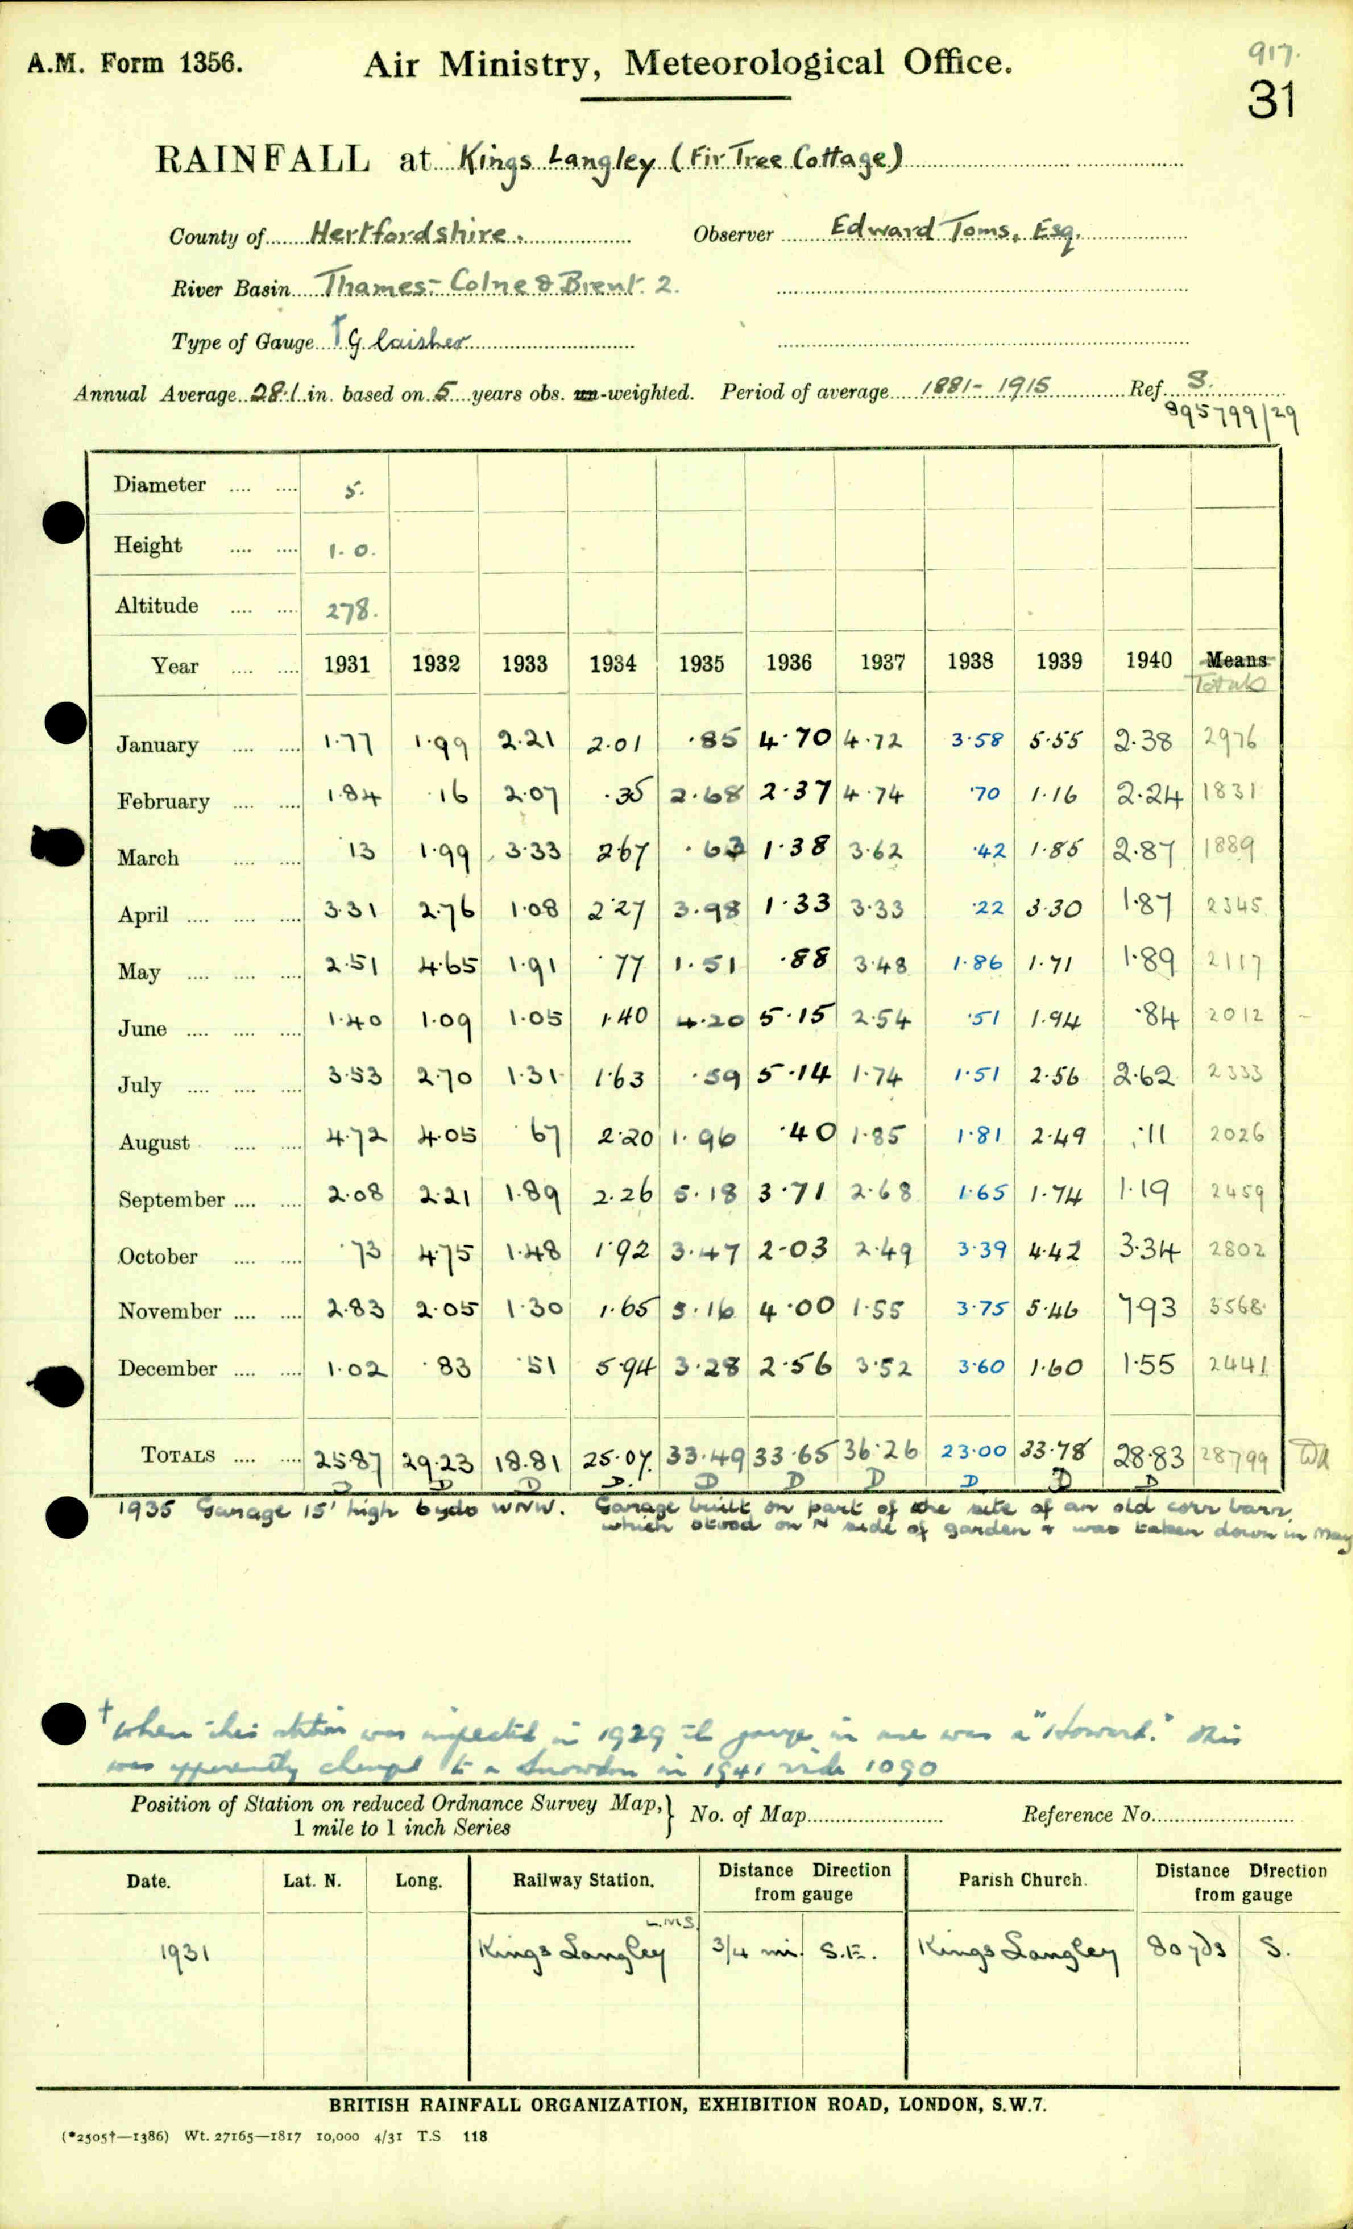 917.
A.M. Form 1356. Air Ministry, Meteorological Office.
31
RAINFALL at Kings Langley (Fir Tree Cottage)
County of Hertfordshire. Observer Edward Toms, Esq.
River Basin Thames - Colne & Brent 2.
Type of Gauge †Glaisher
Annual Average 28.1 in. based on 5 years obs. un-weighted. Period of average 1881-1915 Ref. S.
895799/29
Diameter .... .... 5.
Height .... .... 1.0.
Altitude .... .... 278.
Year .... .... 1931 1932 1933 1934 1935 1936 1937 1938 1939 1940 Means
Totals
January .... .... 1.77 1.99 2.21 2.01 .85 4.70 4.72 3.58 5.55 2.38 2976
February .... .... 1.84 .16 2.07 .35 2.68 2.37 4.74 .70 1.16 2.24 1831
March .... .... .13 1.99 3.33 2.67 .63 1.38 3.62 .42 1.85 2.87 1889
April .... .... .... 3.31 2.76 1.08 2.27 3.98 1.33 3.33 .22 3.30 1.87 2345
May .... .... .... 2.51 4.65 1.91 .77 1.51 .88 3.48 1.86 1.71 1.89 2117
June .... .... .... 1.40 1.09 1.05 1.40 4.20 5.15 2.54 .51 1.94 .84 2012
July .... .... .... 3.53 2.70 1.31 1.63 .59 5.14 1.74 1.51 2.56 2.62 2333
August .... .... 4.72 4.05 .67 2.20 1.96 .40 1.85 1.81 2.49 .11 2026
September .... .... 2.08 2.21 1.89 2.26 5.18 3.71 2.68 1.65 1.74 1.19 2459
October .... .... .73 4.75 1.48 1.92 3.47 2.03 2.49 3.39 4.42 3.34 2802
November .... .... 2.83 2.05 1.30 1.65 5.16 4.00 1.55 3.75 5.46 7.93 3568
December .... .... 1.02 .83 .51 5.94 3.28 2.56 3.52 3.60 1.60 1.55 2441
TOTALS .... .... 25.87 29.23 18.81 25.07. 33.49 33.65 36.26 23.00 33.78 28.83 28799
D D D D. D D D D D D
1935 Garage 15' high 6 yds WNW. Garage built on part of the site of an old corn barn,
which stood on N side of garden & was taken down in May
† When this station was inspected in 1929 the gauge in use was a "Howard." This
was apparently changed to a Snowdon in 1941 vide 1090
Position of Station on reduced Ordnance Survey Map, } No. of Map Reference No.
1 mile to 1 inch Series
Date. Lat. N. Long. Railway Station. Distance Direction from gauge Parish Church. Distance Direction from gauge
L.M.S.
1931 Kings Langley 3/4 mi. S.E. Kings Langley 80 yds S.
BRITISH RAINFALL ORGANIZATION, EXHIBITION ROAD, LONDON, S.W.7.
(*2505†—1386) Wt. 27165—1817 10,000 4/31 T.S 118